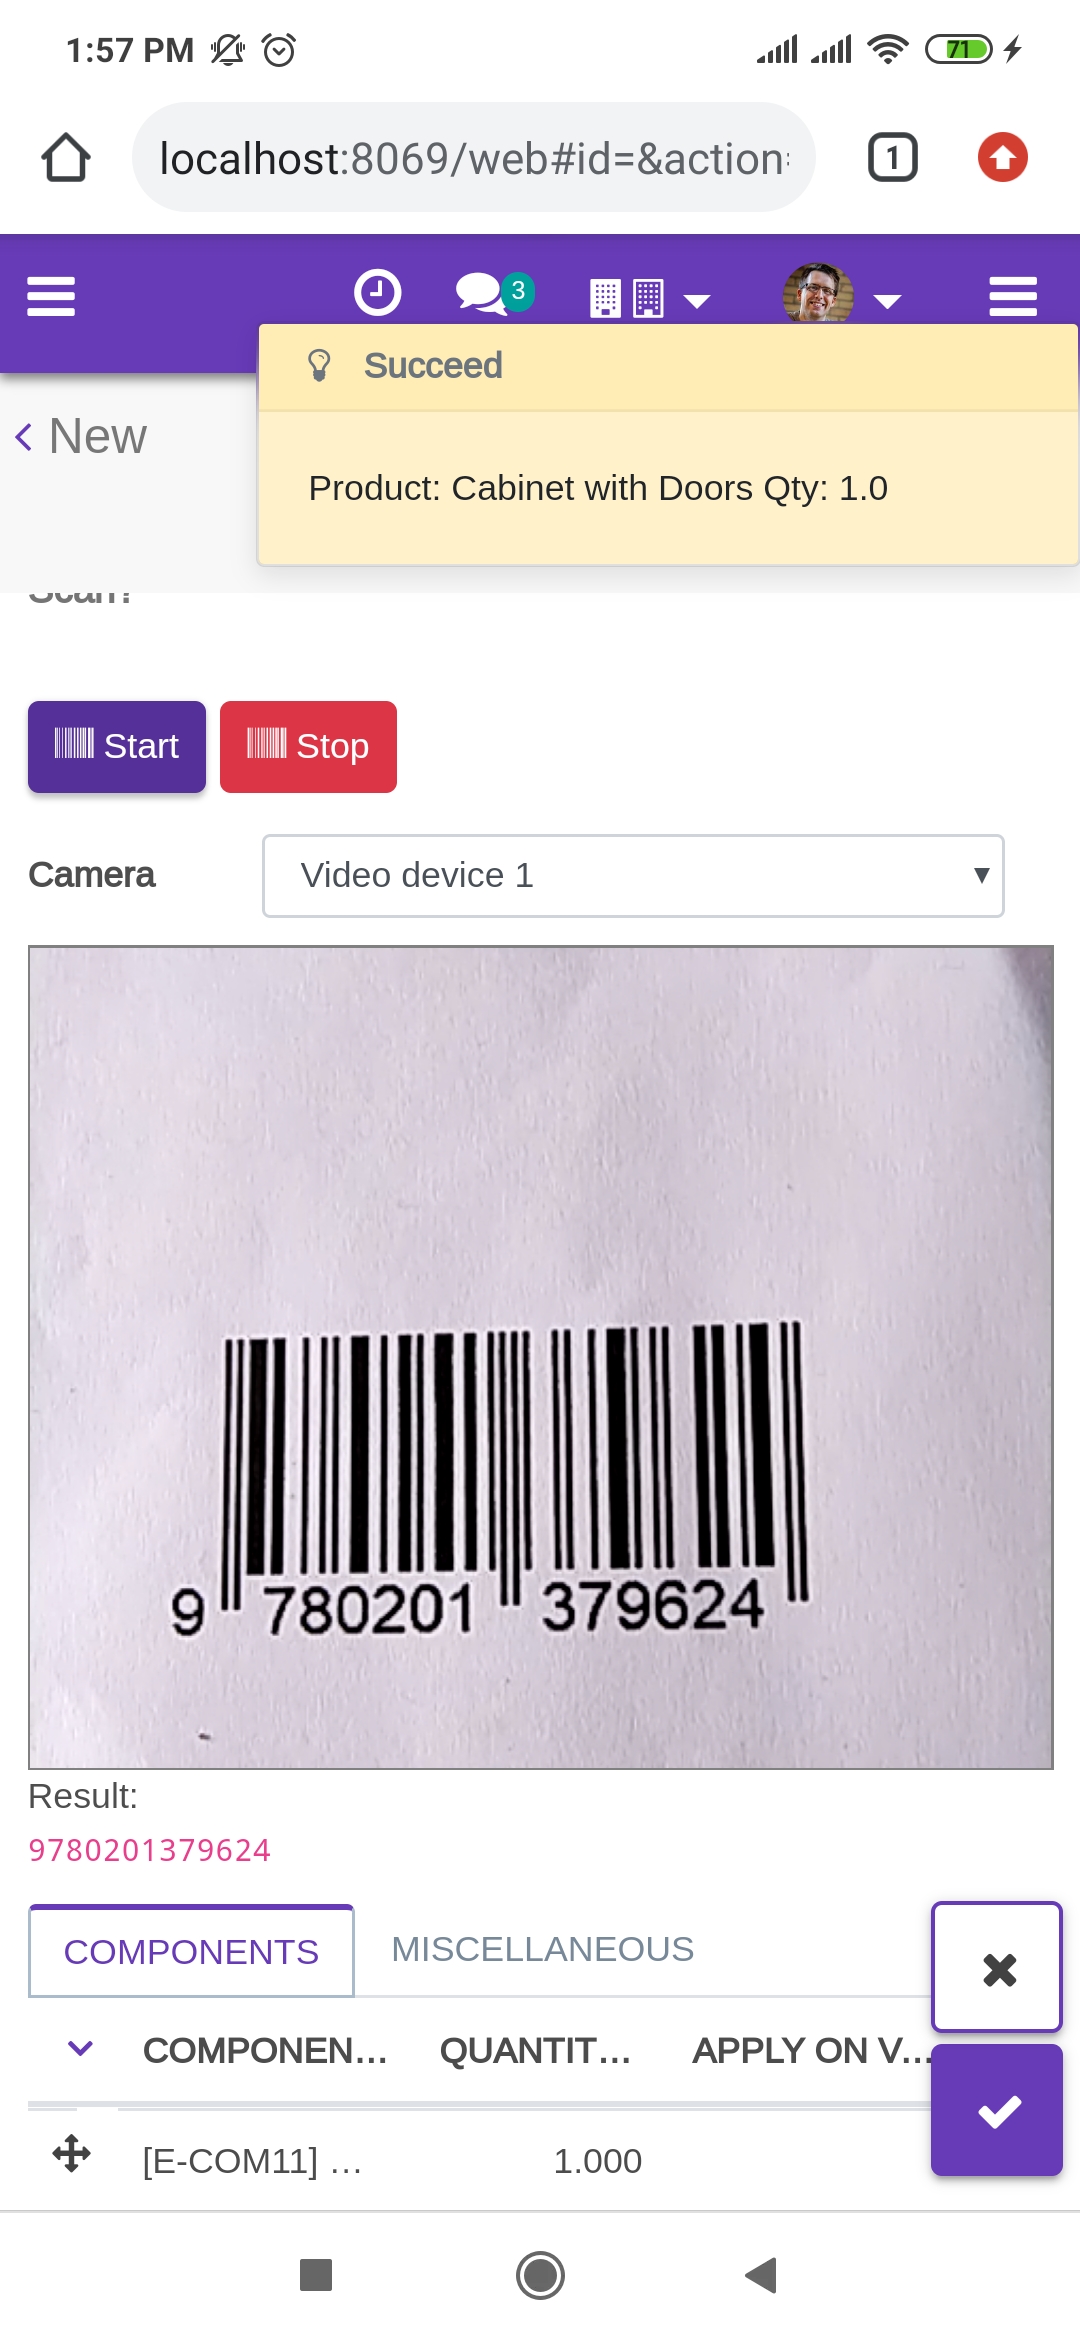 1:57 PM
71
localhost:8069/web#id=&action
1
3
Succeed
New
Product: Cabinet with Doors Qty: 1.0
Scan!
Start
Stop
Camera
Video device 1
9 780201 379624
Result:
9780201379624
COMPONENTS
MISCELLANEOUS
COMPONEN... QUANTIT... APPLY ON V...
[E-COM11] ... 1.000